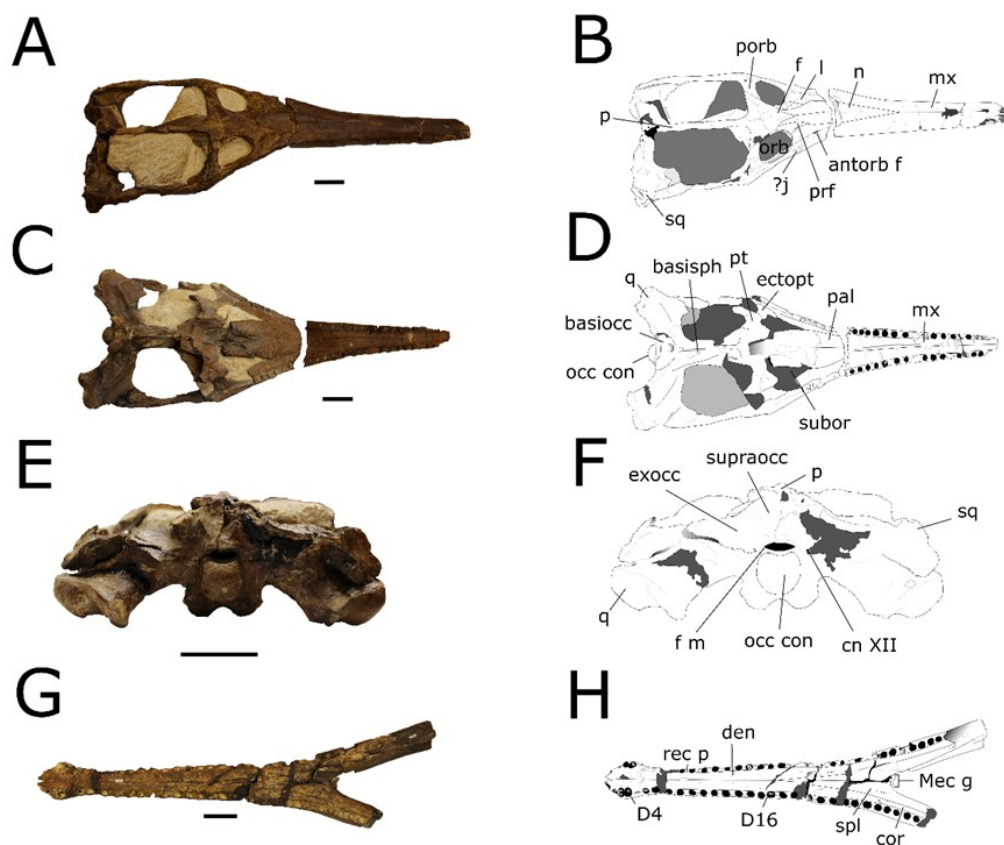 A
B
porb
f
l
n
mx
p
orb
antorb f
?j
prf
sq
C
D
q
basisph
pt
ectopt
pal
mx
basiocc
occ con
subor
E
F
exocc
supraocc
p
sq
q
f m
occ con
cn XII
G
H
rec p
den
Mec g
D4
D16
spl
cor